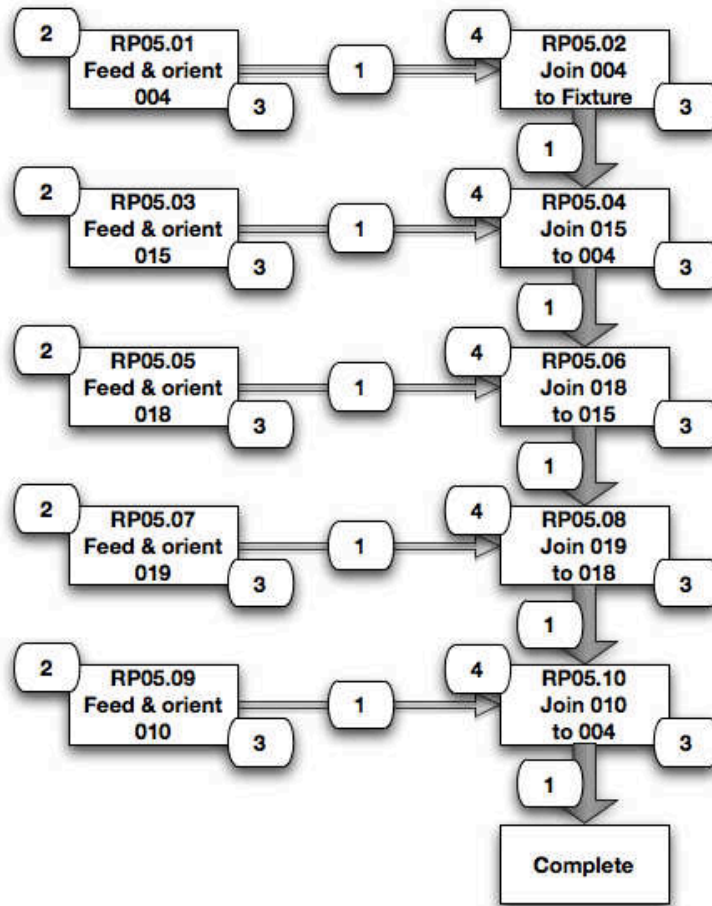 2
RP05.01
Feed & orient
004
3
1
4
RP05.02
Join 004
to Fixture
3
1
2
RP05.03
Feed & orient
015
3
1
4
RP05.04
Join 015
to 004
3
1
2
RP05.05
Feed & orient
018
3
1
4
RP05.06
Join 018
to 015
3
1
2
RP05.07
Feed & orient
019
3
1
4
RP05.08
Join 019
to 018
3
1
2
RP05.09
Feed & orient
010
3
1
4
RP05.10
Join 010
to 004
3
1
Complete